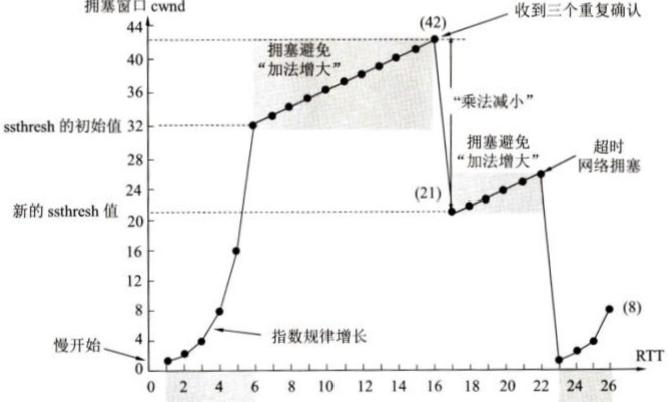 拥塞窗口 cwnd
44
40
36
32
28
24
20
16
12
8
4
0
ssthresh 的初始值
新的 ssthresh 值
慢开始
拥塞避免
“加法增大”
(42)
收到三个重复确认
“乘法减小”
拥塞避免
“加法增大”
(21)
超时
网络拥塞
指数规律增长
(8)
RTT
0 2 4 6 8 10 12 14 16 18 20 22 24 26